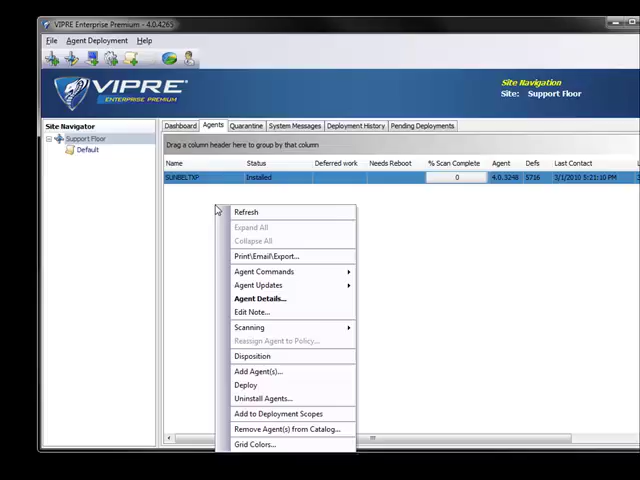 VIPRE Enterprise Premium - 4.0.4265
File Agent Deployment Help
VIPRE®
ENTERPRISE PREMIUM
Site Navigation
Site: Support Floor
Site Navigator
Support Floor
Default
Dashboard Agents Quarantine System Messages Deployment History Pending Deployments
Drag a column header here to group by that column
Name Status Deferred work Needs Reboot % Scan Complete Agent Defs Last Contact L
SUNBELTXP Installed 0 4.0.3248 5716 3/1/2010 5:21:10 PM 3
Refresh
Expand All
Collapse All
Print\Email\Export...
Agent Commands
Agent Updates
Agent Details...
Edit Note...
Scanning
Reassign Agent to Policy...
Disposition
Add Agent(s)...
Deploy
Uninstall Agents...
Add to Deployment Scopes
Remove Agent(s) from Catalog...
Grid Colors...